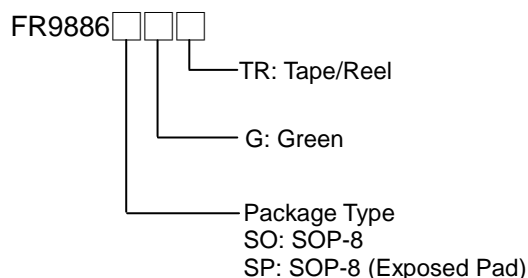 FR9886
TR: Tape/Reel
G: Green
Package Type
SO: SOP-8
SP: SOP-8 (Exposed Pad)